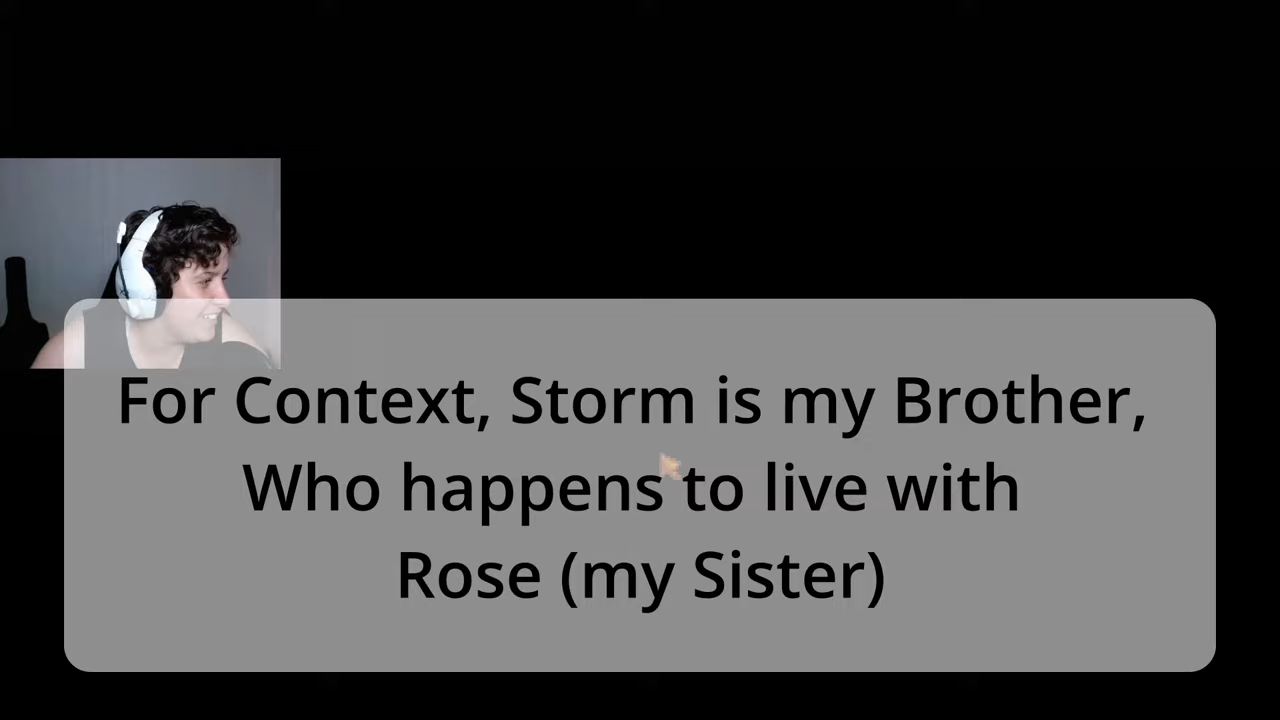 For Context, Storm is my Brother,
Who happens to live with
Rose (my Sister)